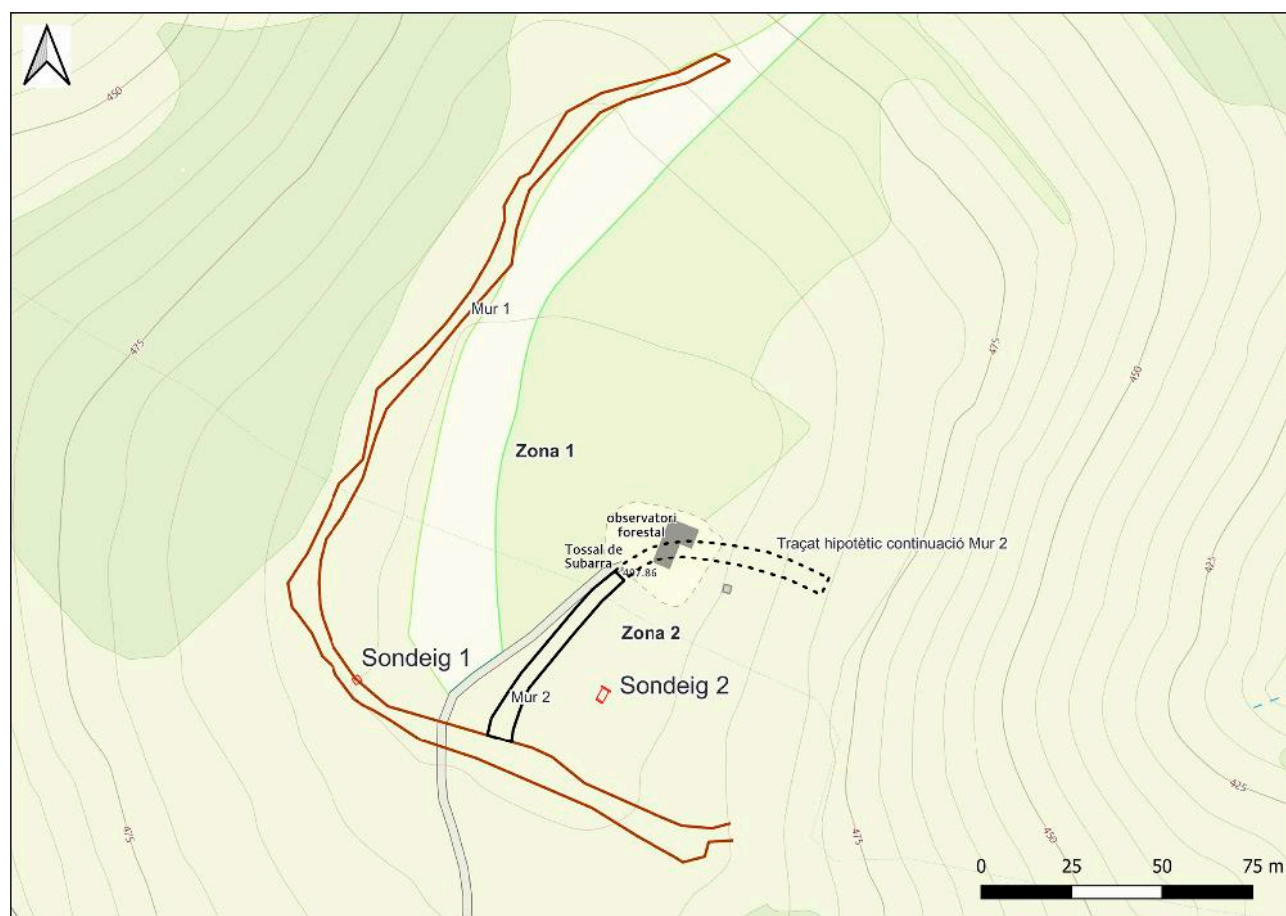 450
Mur 1
475
475
450
Zona 1
observatori
forestal
Traçat hipotètic continuació Mur 2
Tossal de
Subarra
497.86
425
Zona 2
Sondeig 1
Sondeig 2
Mur 2
425
475
475
450
0 25 50 75 m